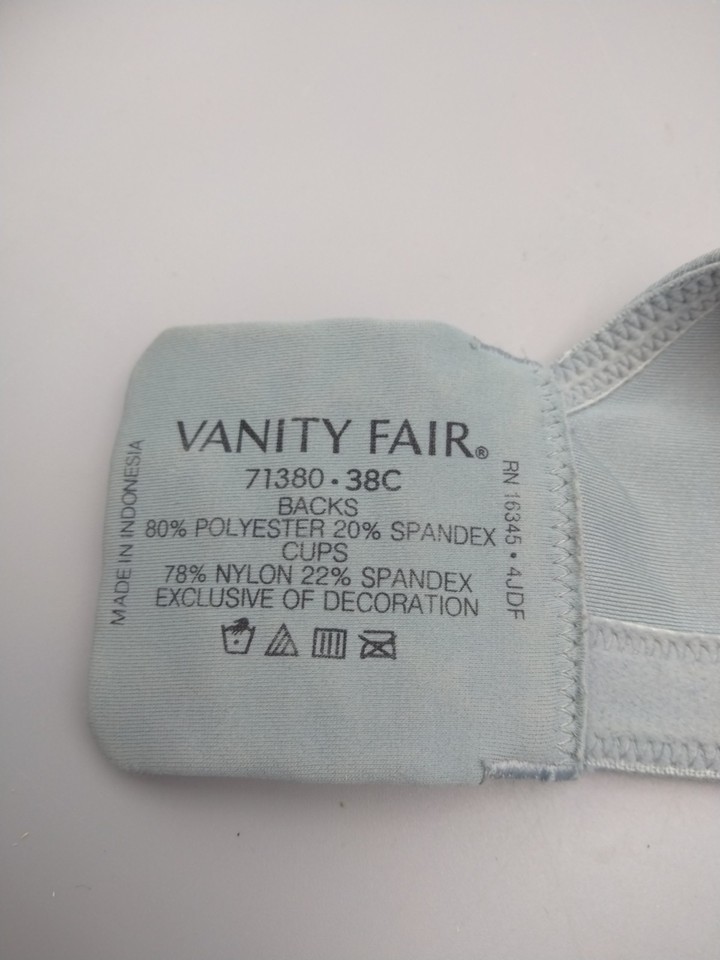 VANITY FAIR®
71380 • 38C
BACKS
80% POLYESTER 20% SPANDEX
CUPS
78% NYLON 22% SPANDEX
EXCLUSIVE OF DECORATION
MADE IN INDONESIA
RN 16345 • 4JDF